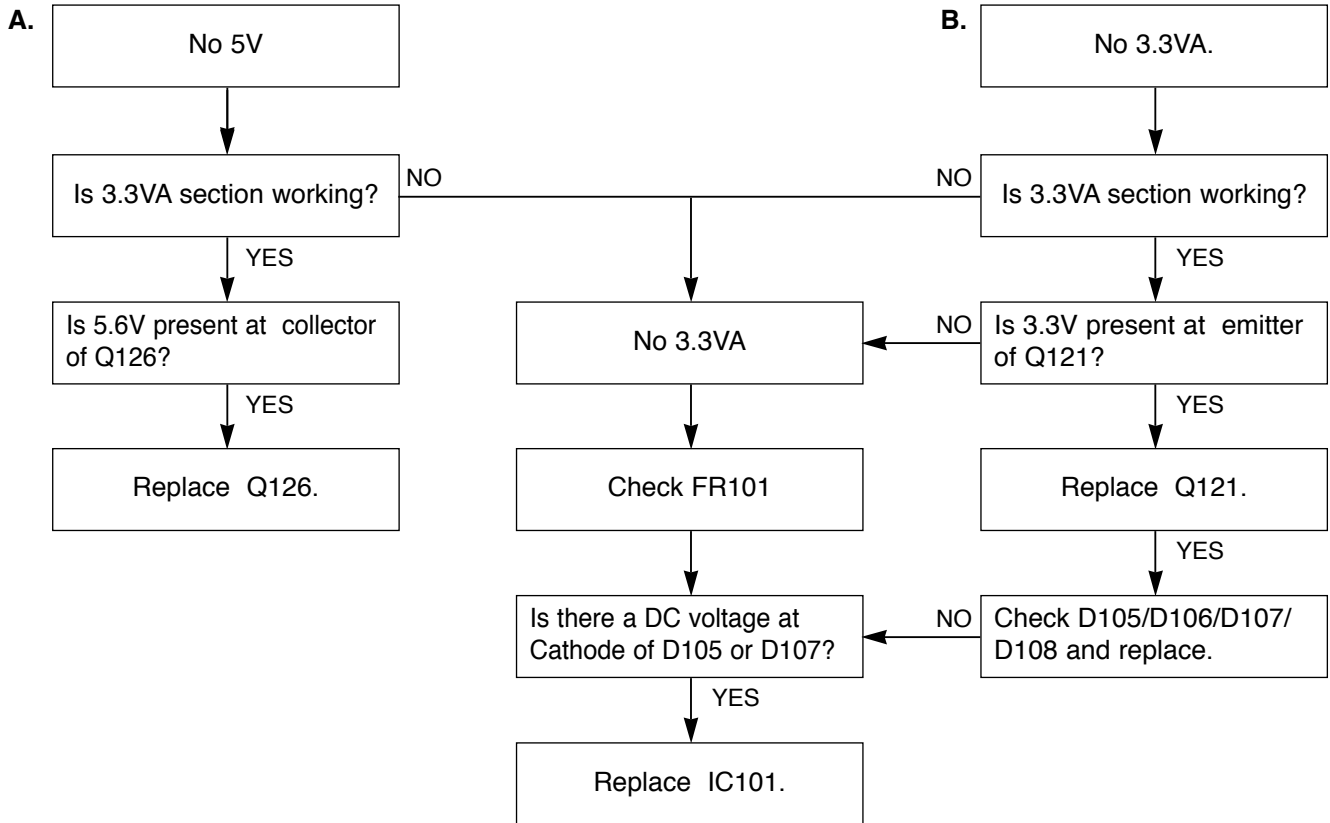 A.
No 5V
Is 3.3VA section working?
NO
YES
Is 5.6V present at collector
of Q126?
YES
Replace Q126.
B.
No 3.3VA.
NO
Is 3.3VA section working?
YES
No 3.3VA
NO
Is 3.3V present at emitter
of Q121?
YES
Check FR101
Replace Q121.
YES
Is there a DC voltage at
Cathode of D105 or D107?
NO
Check D105/D106/D107/
D108 and replace.
YES
Replace IC101.